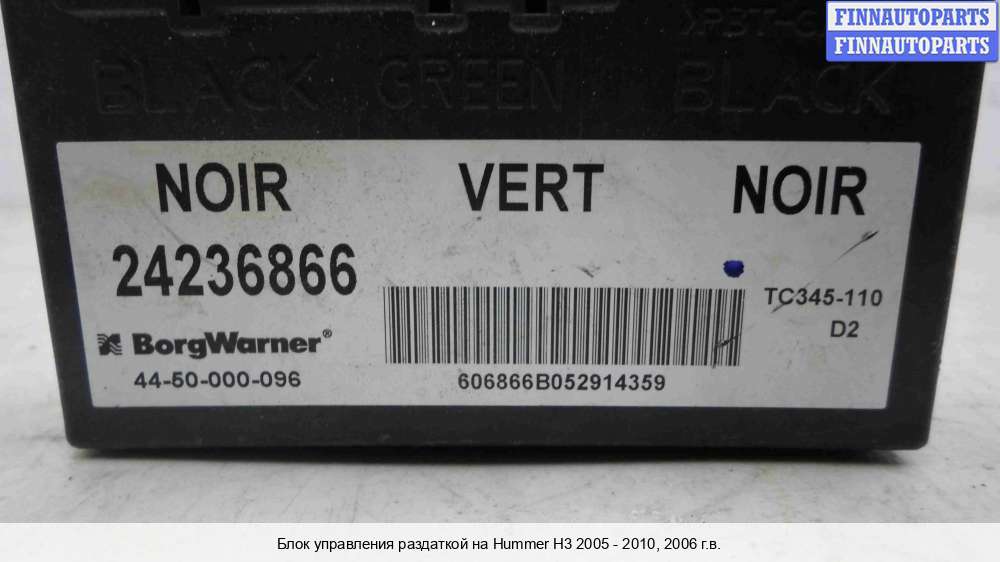 FINNAUTOPARTS
FINNAUTOPARTS
BLACK GREEN BLACK
NOIR VERT NOIR
24236866
TC345-110
D2
BorgWarner®
44-50-000-096
606866B052914359
Блок управления раздаткой на Hummer H3 2005 - 2010, 2006 г.в.